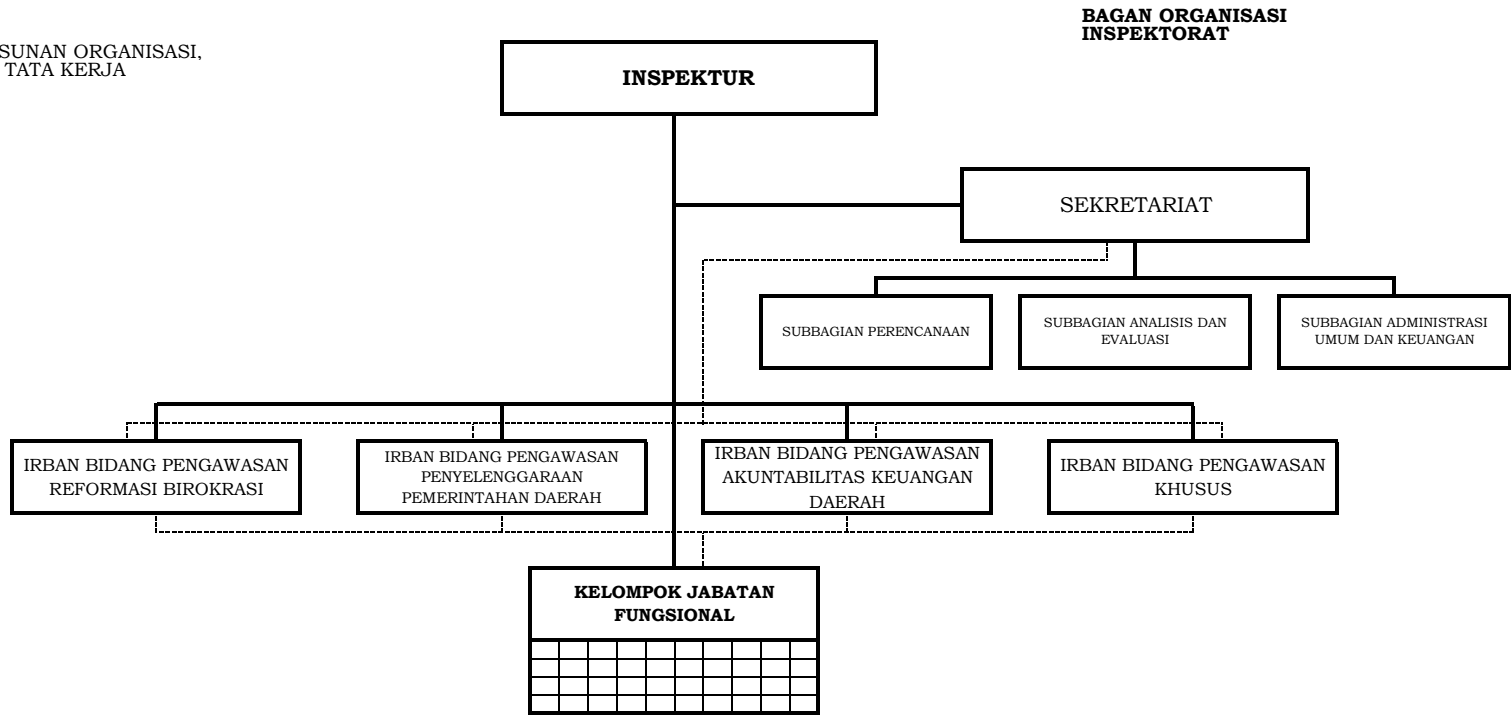 BAGAN ORGANISASI
INSPEKTORAT
SUNAN ORGANISASI,
TATA KERJA
INSPEKTUR
SEKRETARIAT
SUBBAGIAN PERENCANAAN
SUBBAGIAN ANALISIS DAN
EVALUASI
SUBBAGIAN ADMINISTRASI
UMUM DAN KEUANGAN
IRBAN BIDANG PENGAWASAN
REFORMASI BIROKRASI
IRBAN BIDANG PENGAWASAN
PENYELENGGARAAN
PEMERINTAHAN DAERAH
IRBAN BIDANG PENGAWASAN
AKUNTABILITAS KEUANGAN
DAERAH
IRBAN BIDANG PENGAWASAN
KHUSUS
KELOMPOK JABATAN
FUNGSIONAL